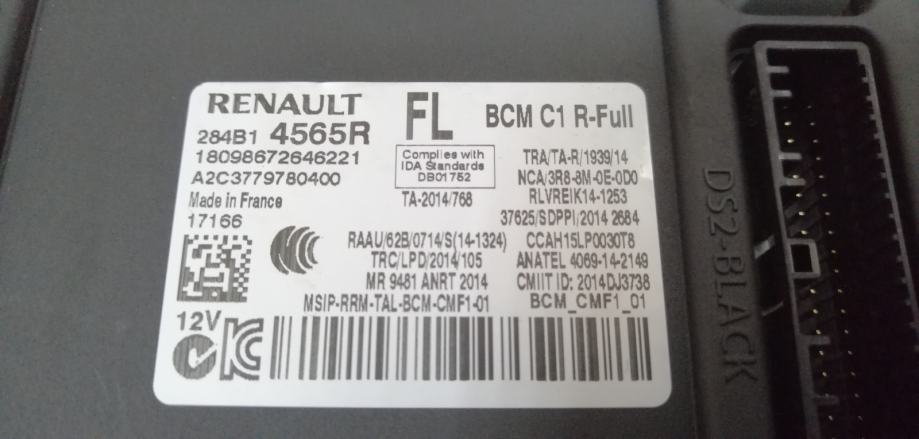 RENAULT FL BCM C1 R-Full
284B1 4565R
18098672646221
A2C3779780400
Made in France
17166
Complies with
IDA Standards
DB01752
TA-2014/768
TRA/TA-R/1939/14
NCA/3R8-8M-0E-0D0
RLVREIK14-1253
37625/SDPPI/2014 2684
RAAU/62B/0714/S(14-1324) CCAH15LP0030T8
TRC/LPD/2014/105 ANATEL 4069-14-2149
MR 9481 ANRT 2014 CMIIT ID: 2014DJ3738
MSIP-RRM-TAL-BCM-CMF1-01 BCM_CMF1_01
12V
DS2-BLACK